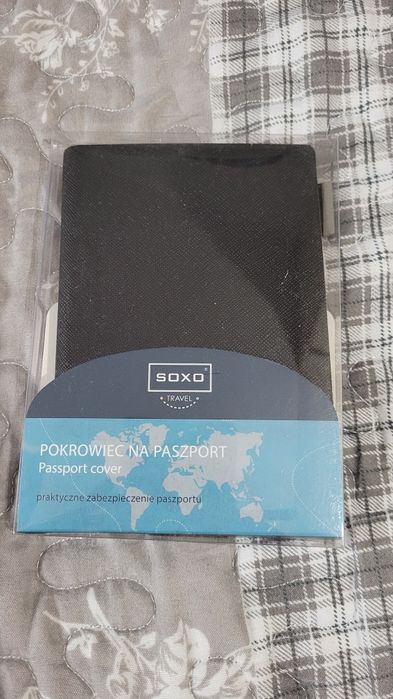 SOXO®
TRAVEL
POKROWIEC NA PASZPORT
Passport cover
praktyczne zabezpieczenie paszportu